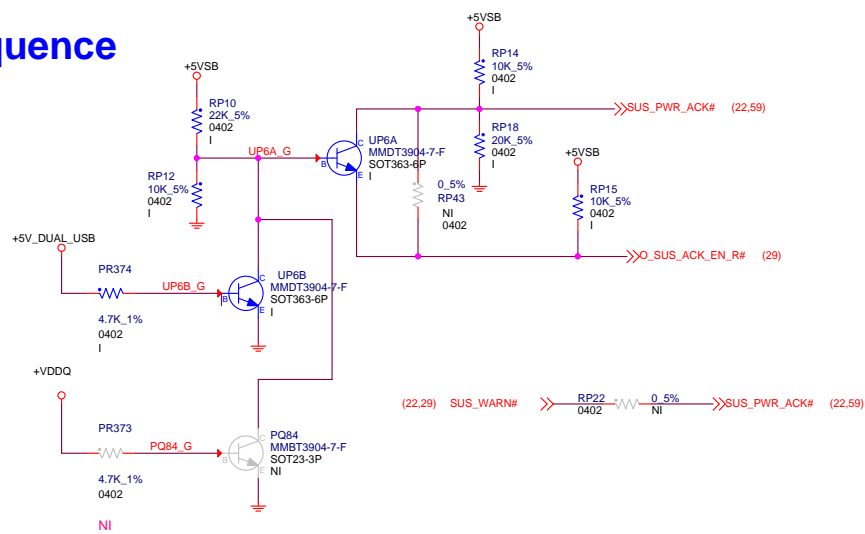 quence
+5VSB
RP10
22K_5%
0402
I
UP6A_G
RP12
10K_5%
0402
I
B
C
E
UP6A
MMDT3904-7-F
SOT363-6P
I
+5VSB
RP14
10K_5%
0402
I
SUS_PWR_ACK# (22,59)
RP18
20K_5%
0402
I
0_5%
RP43
NI
0402
+5VSB
RP15
10K_5%
0402
I
O_SUS_ACK_EN_R# (29)
+5V_DUAL_USB
PR374
4.7K_1%
0402
I
UP6B_G
B
C
E
UP6B
MMDT3904-7-F
SOT363-6P
I
+VDDQ
PR373
4.7K_1%
0402
NI
PQ84_G
B
C
E
PQ84
MMBT3904-7-F
SOT23-3P
NI
(22,29) SUS_WARN#
RP22
0402
0_5%
NI
SUS_PWR_ACK# (22,59)